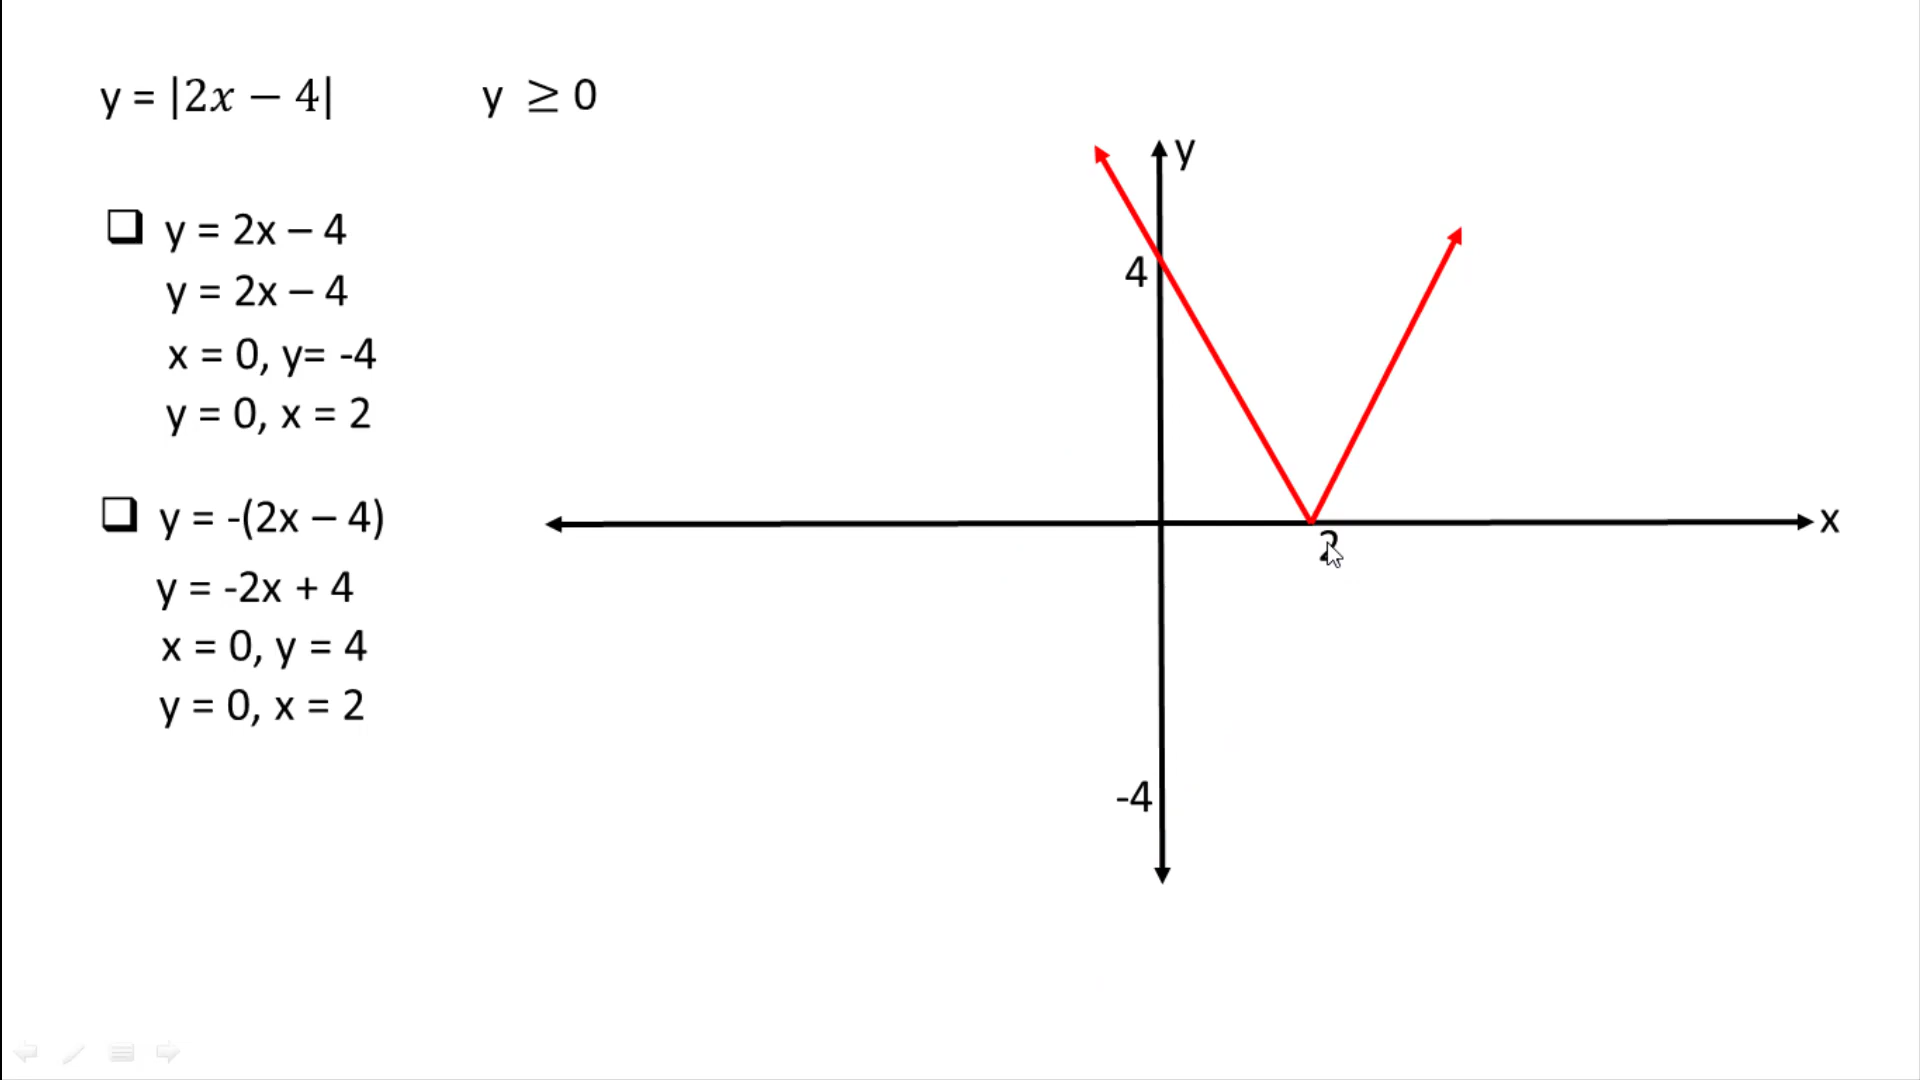 y = |2x − 4|    y ≥ 0
❑ y = 2x – 4
y = 2x – 4
x = 0, y= -4
y = 0, x = 2
❑ y = -(2x – 4)
y = -2x + 4
x = 0, y = 4
y = 0, x = 2
y
4
2
x
-4